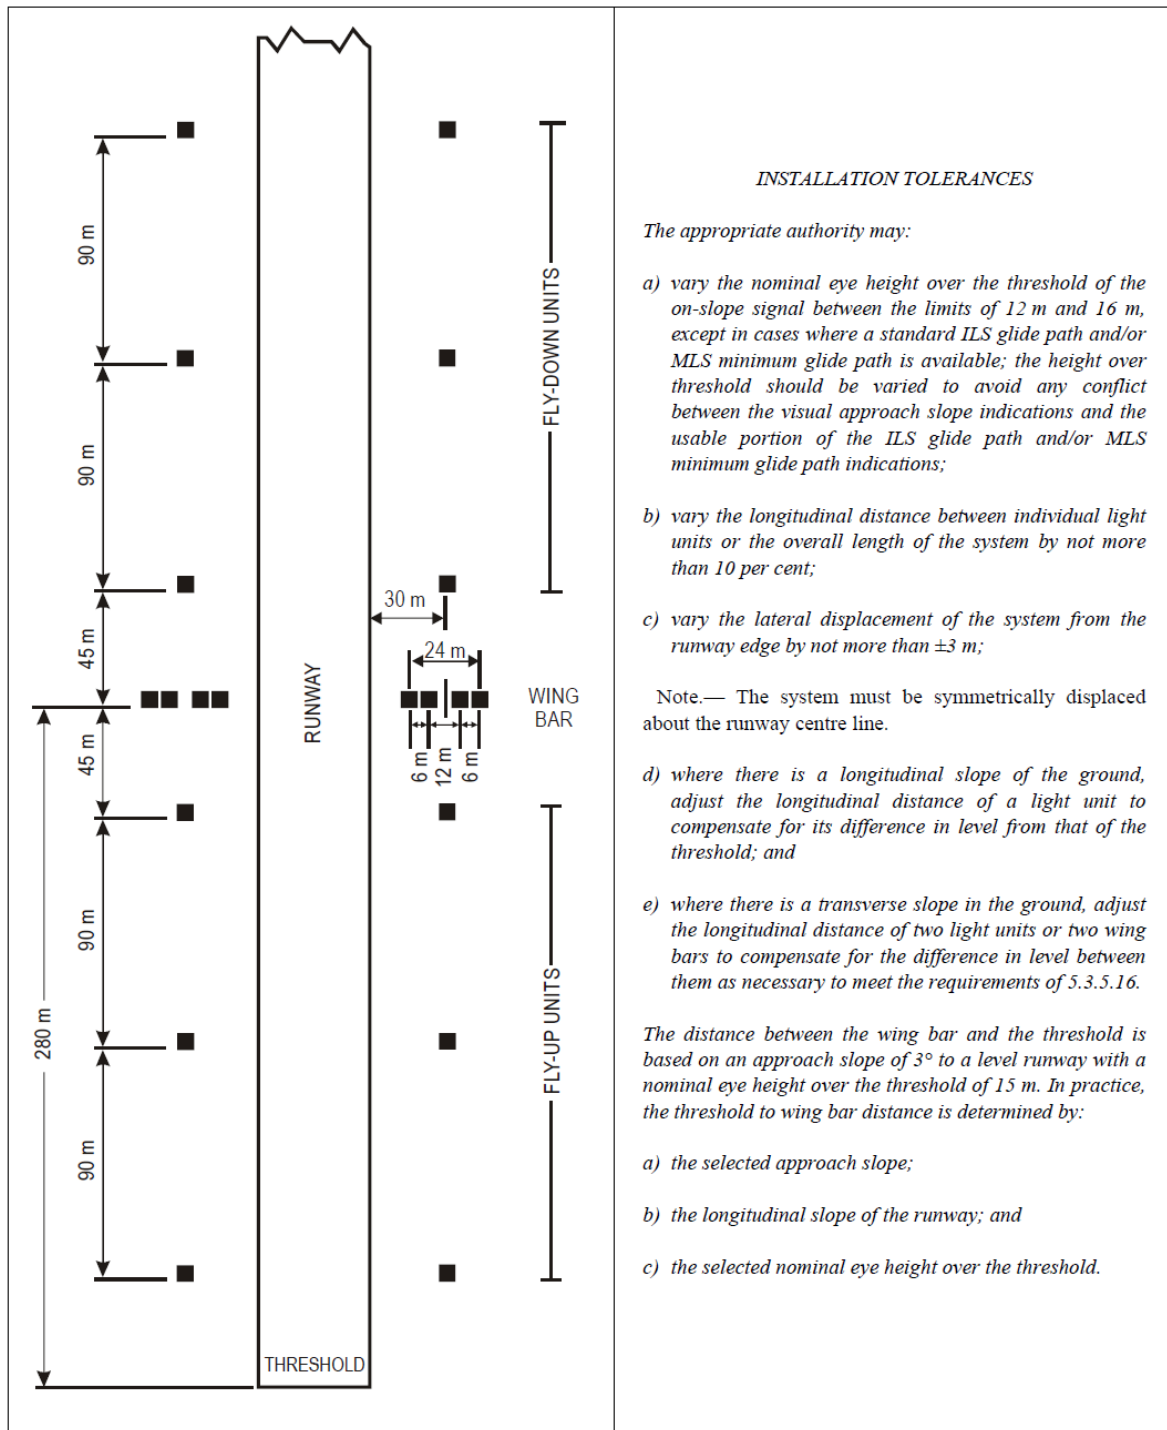 90 m
90 m
45 m
45 m
90 m
90 m
280 m
30 m
24 m
6 m
12 m
6 m
RUNWAY
THRESHOLD
FLY-DOWN UNITS
WING
BAR
FLY-UP UNITS
INSTALLATION TOLERANCES
The appropriate authority may:
a) vary the nominal eye height over the threshold of the
on-slope signal between the limits of 12 m and 16 m,
except in cases where a standard ILS glide path and/or
MLS minimum glide path is available; the height over
threshold should be varied to avoid any conflict
between the visual approach slope indications and the
usable portion of the ILS glide path and/or MLS
minimum glide path indications;
b) vary the longitudinal distance between individual light
units or the overall length of the system by not more
than 10 per cent;
c) vary the lateral displacement of the system from the
runway edge by not more than ±3 m;
Note.— The system must be symmetrically displaced
about the runway centre line.
d) where there is a longitudinal slope of the ground,
adjust the longitudinal distance of a light unit to
compensate for its difference in level from that of the
threshold; and
e) where there is a transverse slope in the ground, adjust
the longitudinal distance of two light units or two wing
bars to compensate for the difference in level between
them as necessary to meet the requirements of 5.3.5.16.
The distance between the wing bar and the threshold is
based on an approach slope of 3° to a level runway with a
nominal eye height over the threshold of 15 m. In practice,
the threshold to wing bar distance is determined by:
a) the selected approach slope;
b) the longitudinal slope of the runway; and
c) the selected nominal eye height over the threshold.